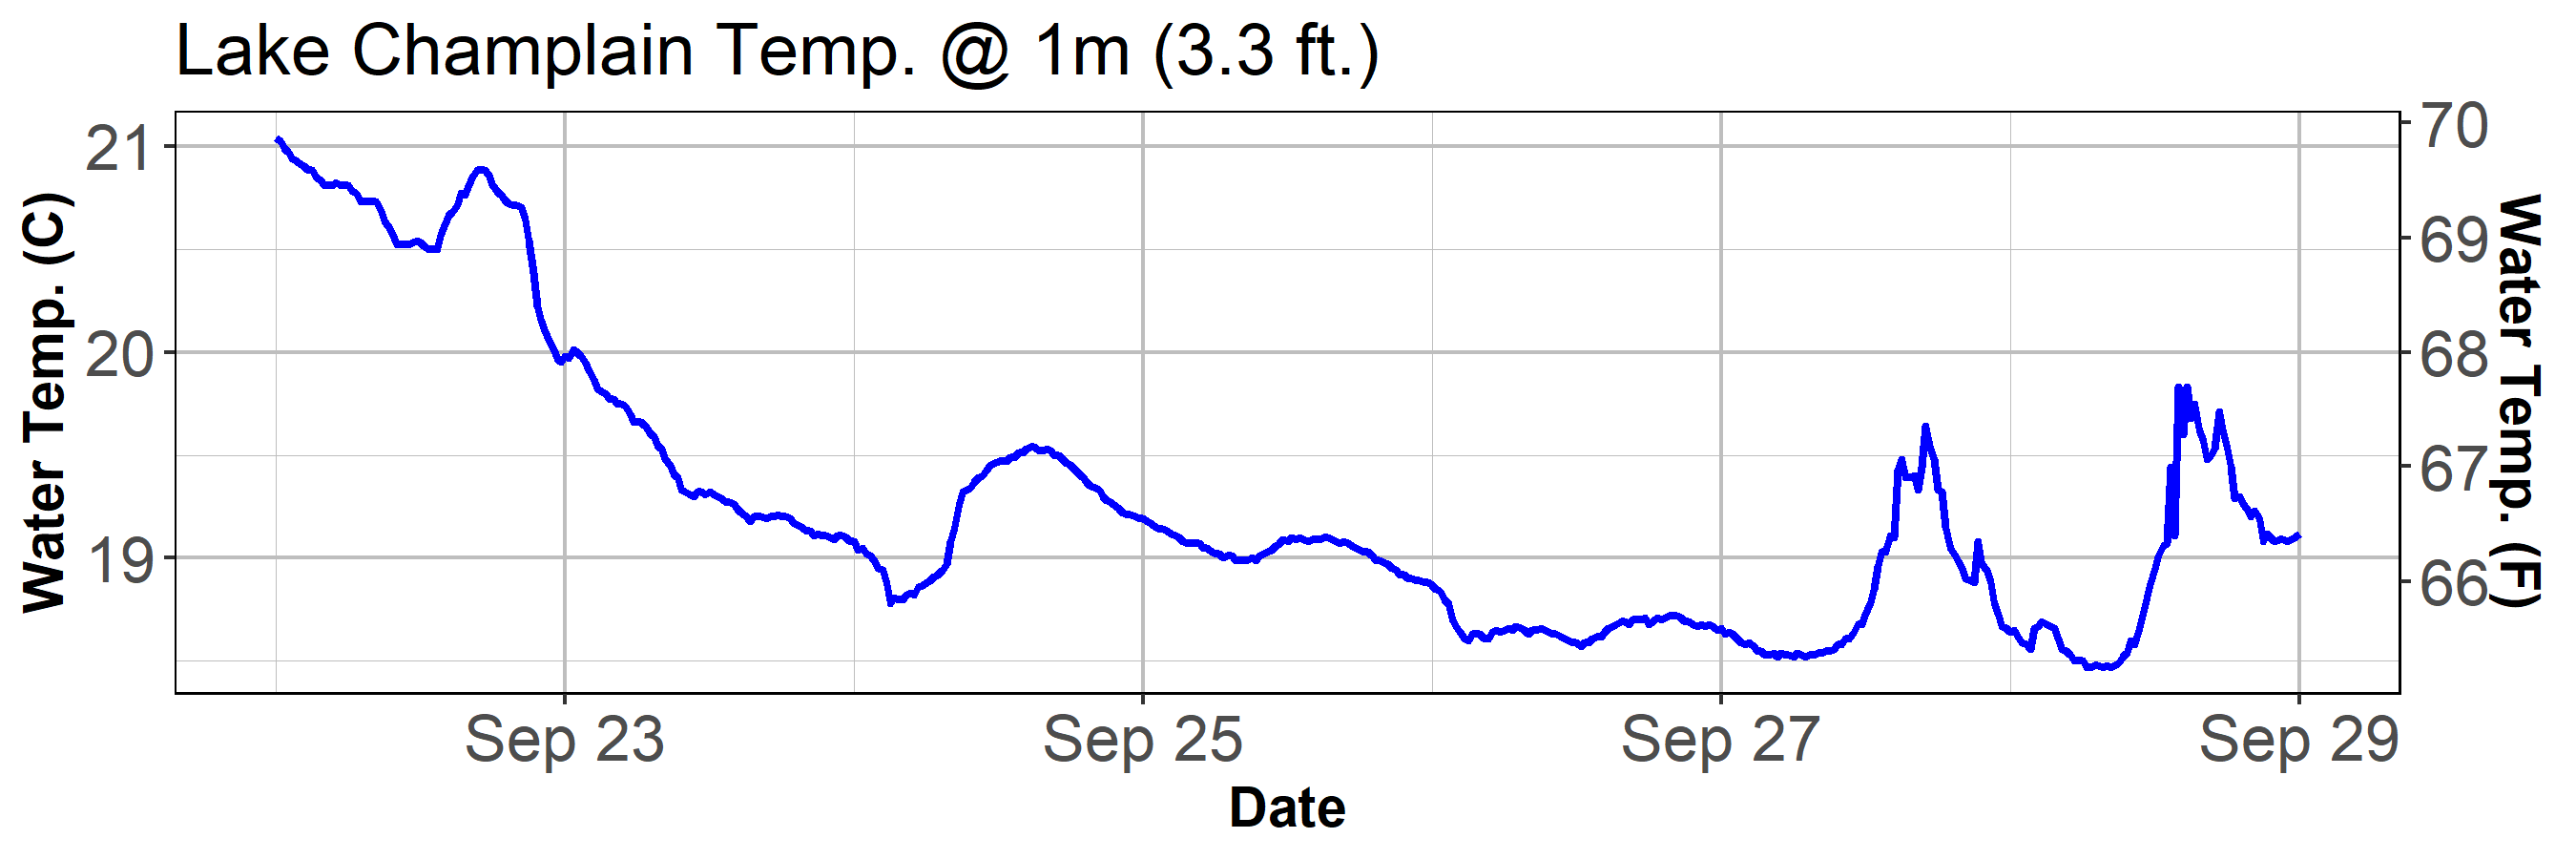 Lake Champlain Temp. @ 1m (3.3 ft.)
Water Temp. (C)
21
20
19
70
69
68
67
66
Water Temp. (F)
Sep 23
Sep 25
Sep 27
Sep 29
Date